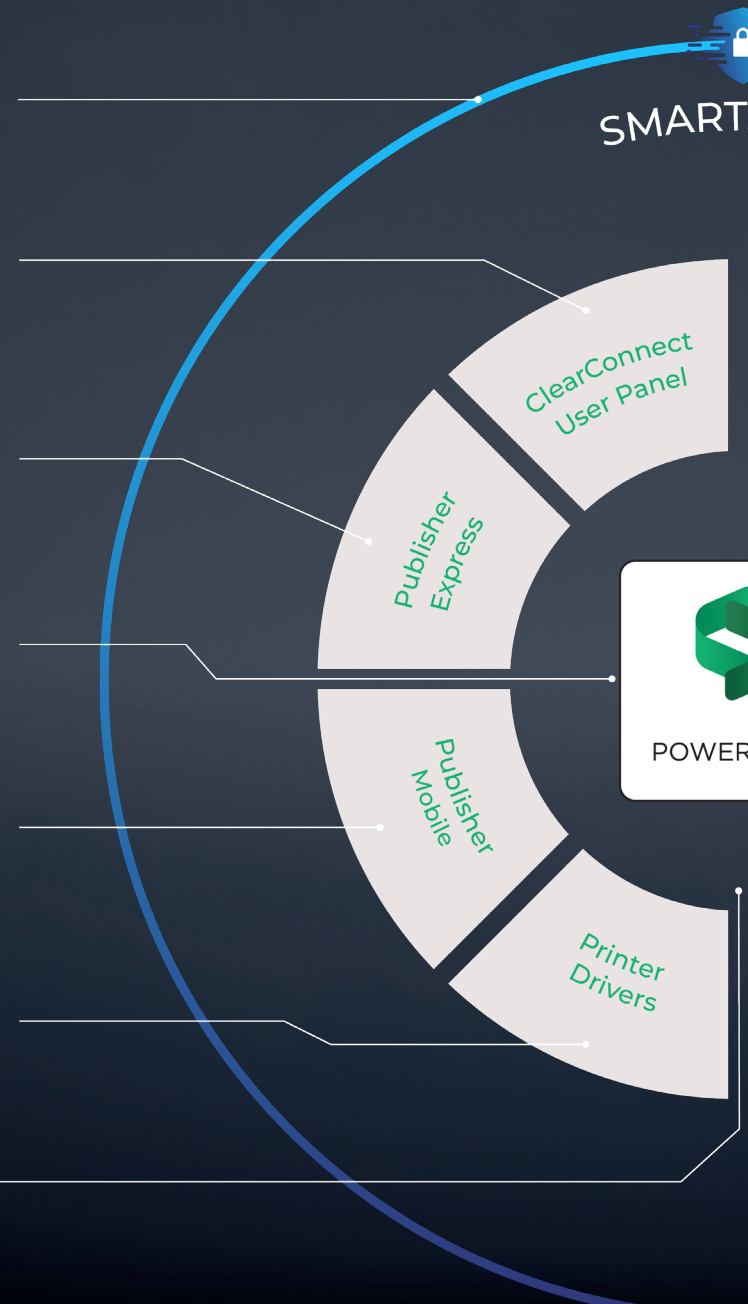 SMART
ClearConnect
User Panel
Publisher
Express
POWER
Publisher
Mobile
Printer
Drivers